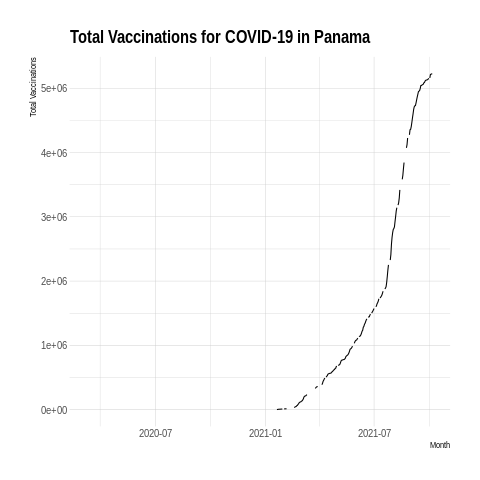 Total Vaccinations for COVID-19 in Panama
Total Vaccinations
5e+06
4e+06
3e+06
2e+06
1e+06
0e+00
2020-07
2021-01
2021-07
Month